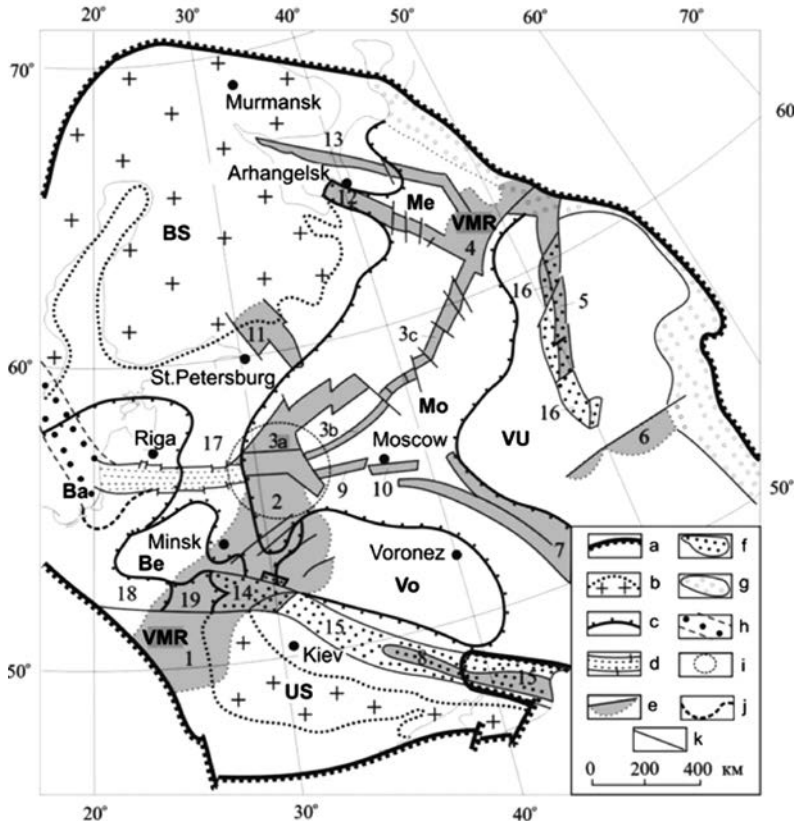 20° 30° 40° 50° 60° 70°
70°
60
Murmansk
13
Arhangelsk
12
Me
VMR
4
BS
16
5
11
3c
St.Petersburg
60°
Mo
16
3b
VU
Riga
17
3a
Moscow
6
Ba
9
10
50°
2
Minsk
Be
Voronez
7
Vo
18
19
14
VMR
15
1
Kiev
8
15
50°
US
a f
b g
c h
d i
e j
k
0 200 400 км
20° 30° 40°